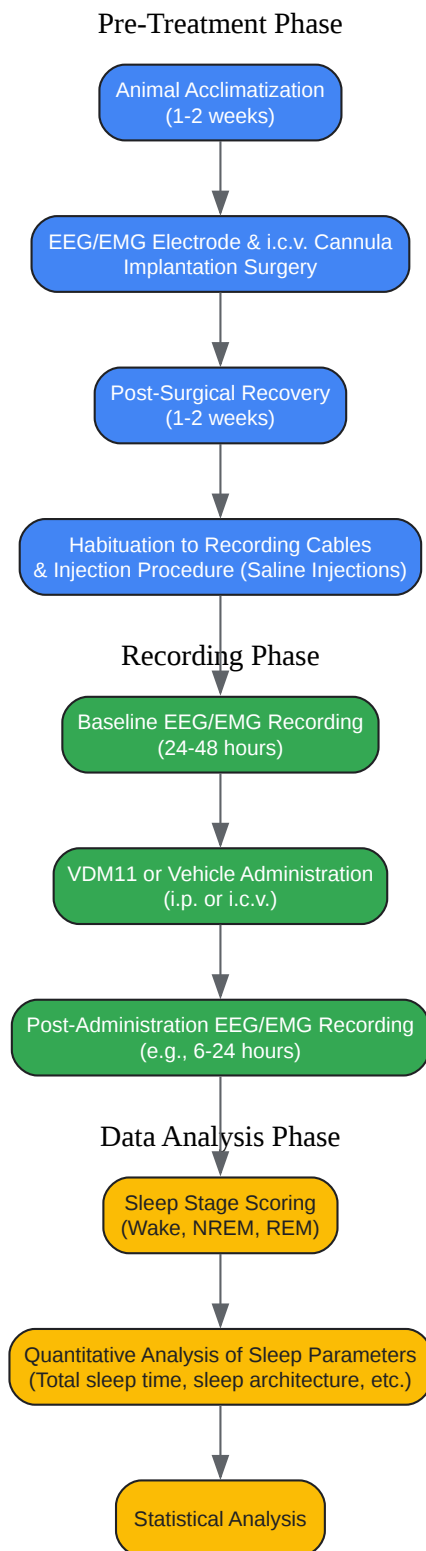 Pre-Treatment Phase
Animal Acclimatization
(1-2 weeks)
EEG/EMG Electrode & i.c.v. Cannula
Implantation Surgery
Post-Surgical Recovery
(1-2 weeks)
Habituation to Recording Cables
& Injection Procedure (Saline Injections)
Recording Phase
Baseline EEG/EMG Recording
(24-48 hours)
VDM11 or Vehicle Administration
(i.p. or i.c.v.)
Post-Administration EEG/EMG Recording
(e.g., 6-24 hours)
Data Analysis Phase
Sleep Stage Scoring
(Wake, NREM, REM)
Quantitative Analysis of Sleep Parameters
(Total sleep time, sleep architecture, etc.)
Statistical Analysis